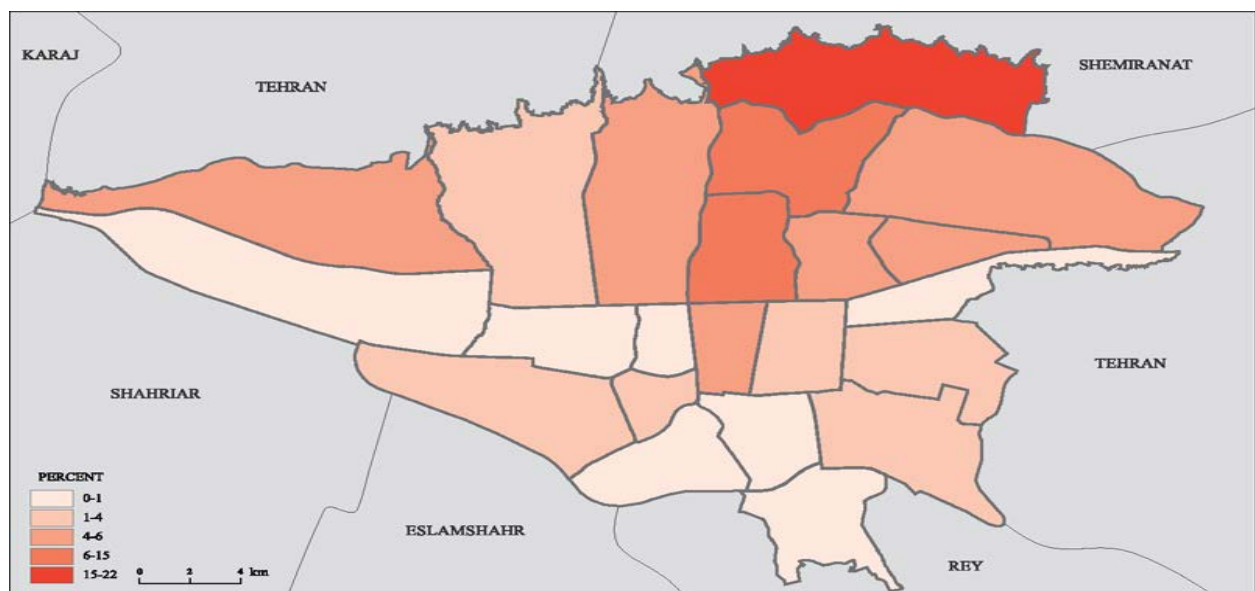 KARAJ
TEHRAN
SHEMIRANAT
TEHRAN
SHAHRIAR
ESLAMSHAHR
REY
PERCENT
0-1
1-4
4-6
6-15
15-22
0 2 4 km